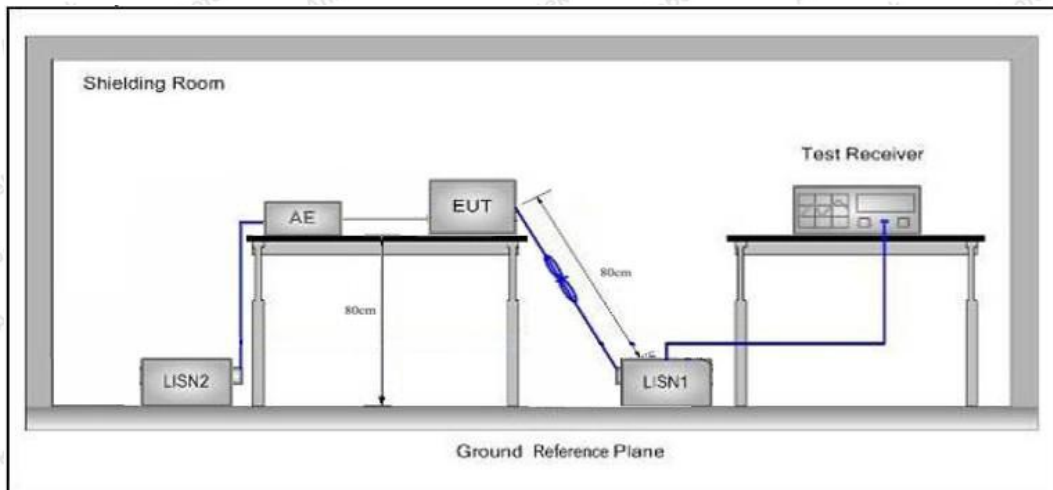 Shielding Room
Test Receiver
AE
EUT
80cm
80cm
LISN2
LISN1
Ground Reference Plane